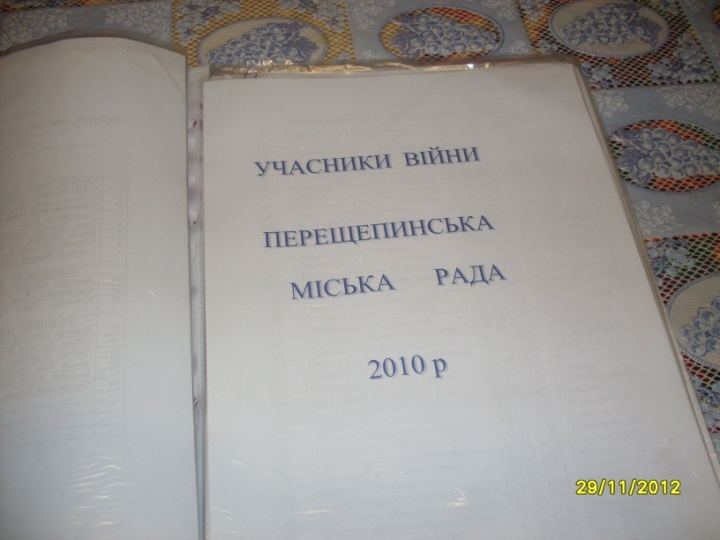 УЧАСНИКИ ВІЙНИ
ПЕРЕЩЕПИНСЬКА
МІСЬКА РАДА
2010 р
29/11/2012